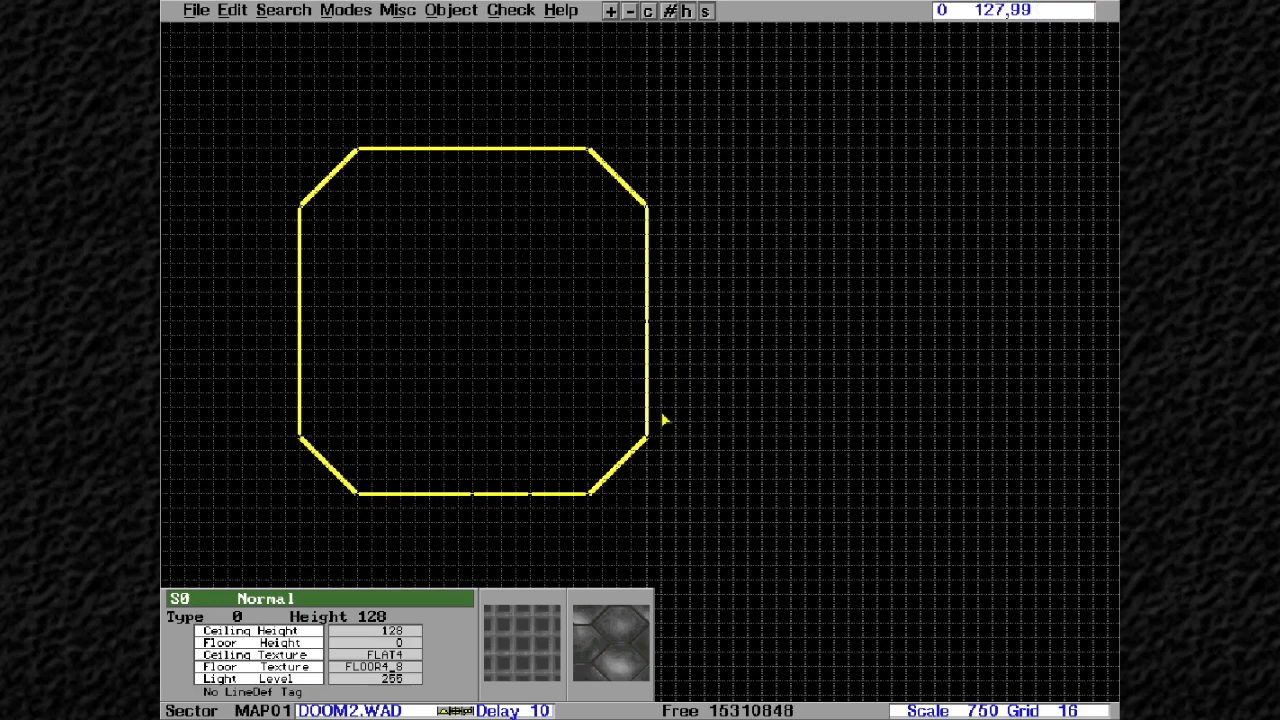 File Edit Search Modes Misc Object Check Help + - c # h s 0 127,99
S0 Normal
Type 0 Height 128
Ceiling Height 128
Floor Height 0
Ceiling Texture FLAT4
Floor Texture FLOOR4_8
Light Level 255
No LineDef Tag
Sector MAP01 DOOM2.WAD Delay 10 Free 15310848 Scale 750 Grid 16